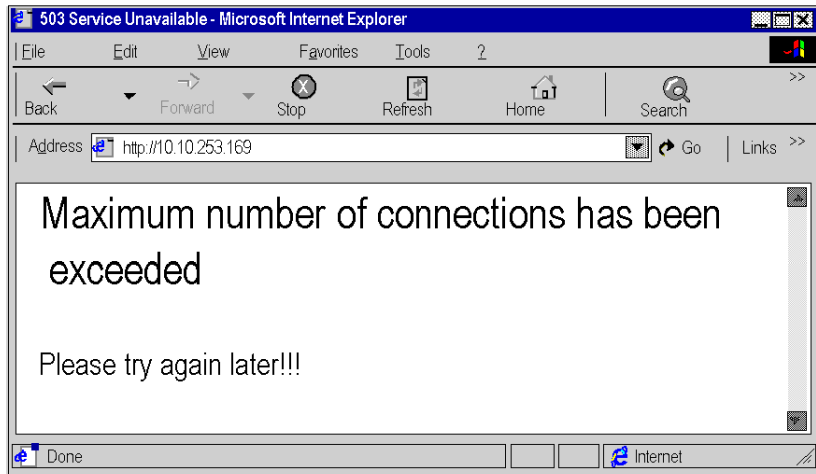 503 Service Unavailable - Microsoft Internet Explorer
File Edit View Favorites Tools ?
>>
Back Forward Stop Refresh Home Search
Address http://10.10.253.169 Go Links >>
Maximum number of connections has been
exceeded
Please try again later!!!
Done Internet